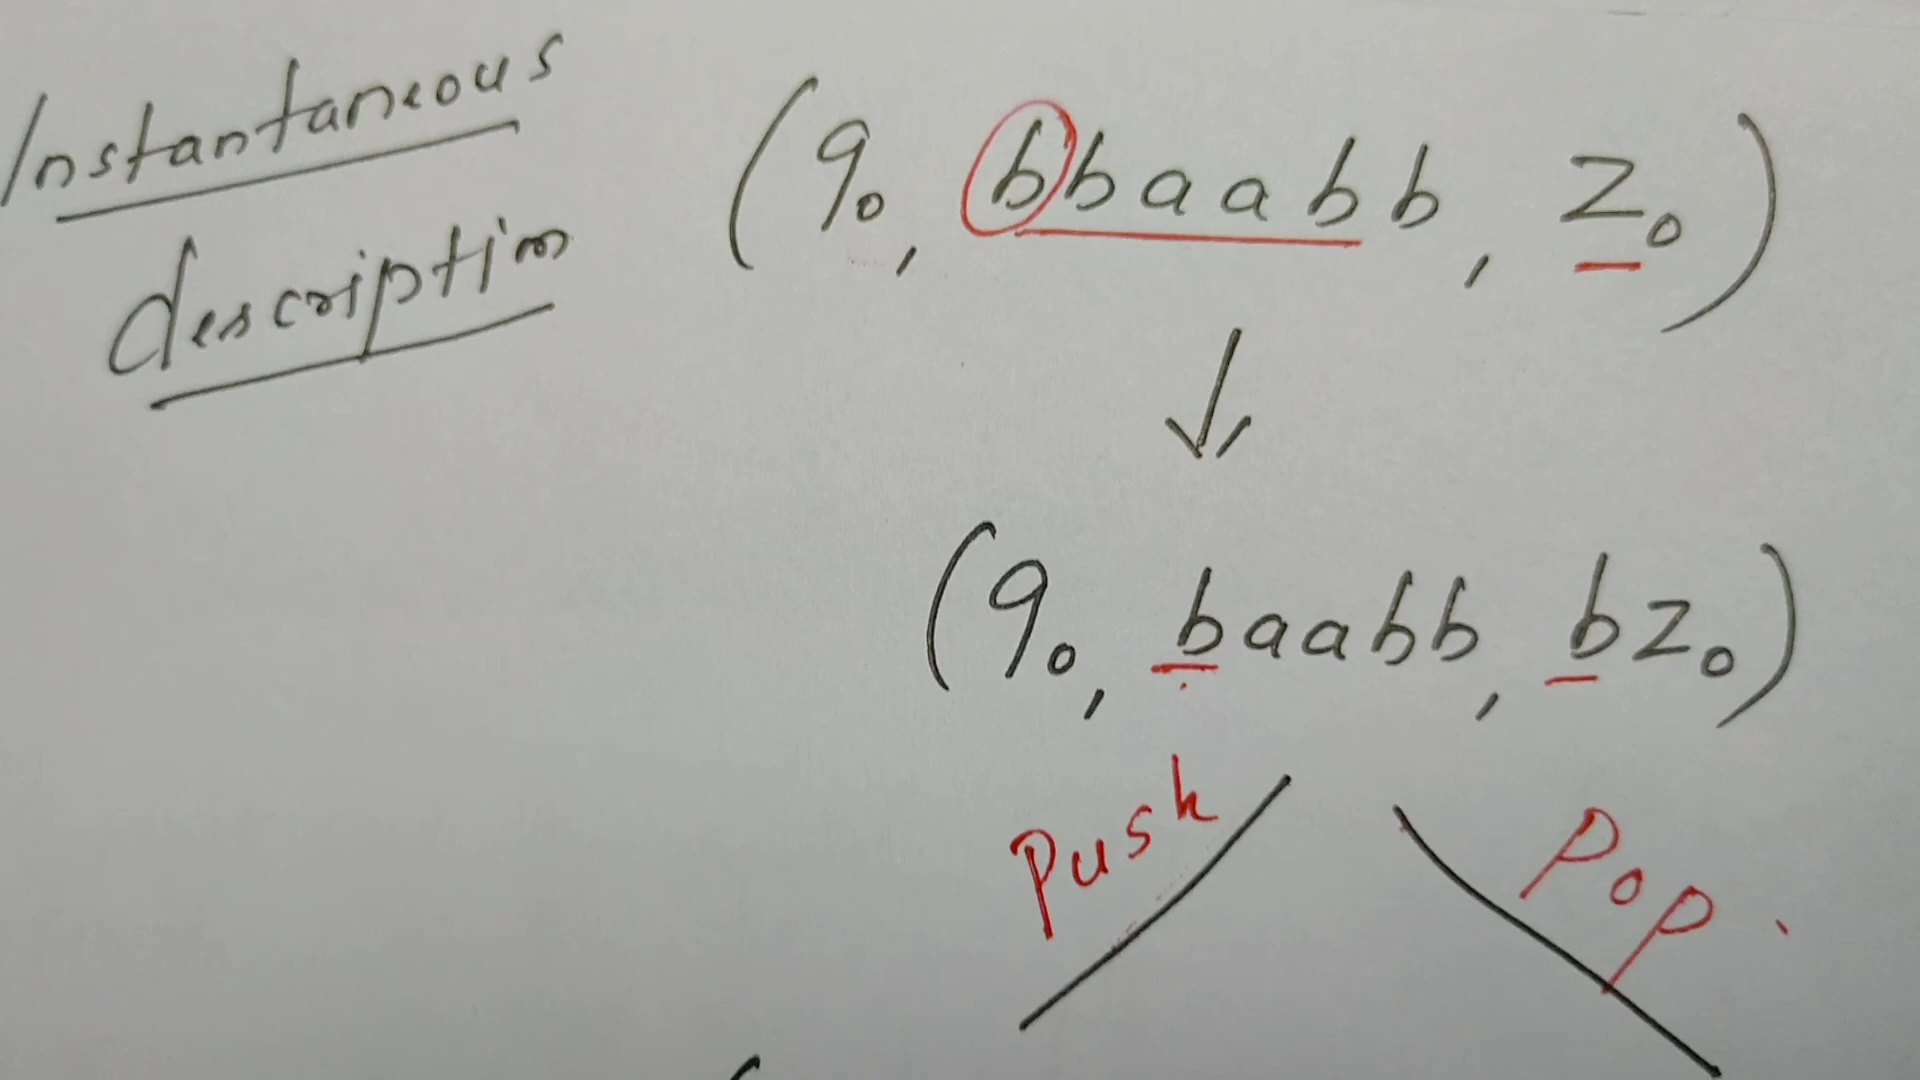 Instantaneous
description
(q0, bbaabb, z0)
↓
(q0, baabb, bz0)
Push
Pop
(